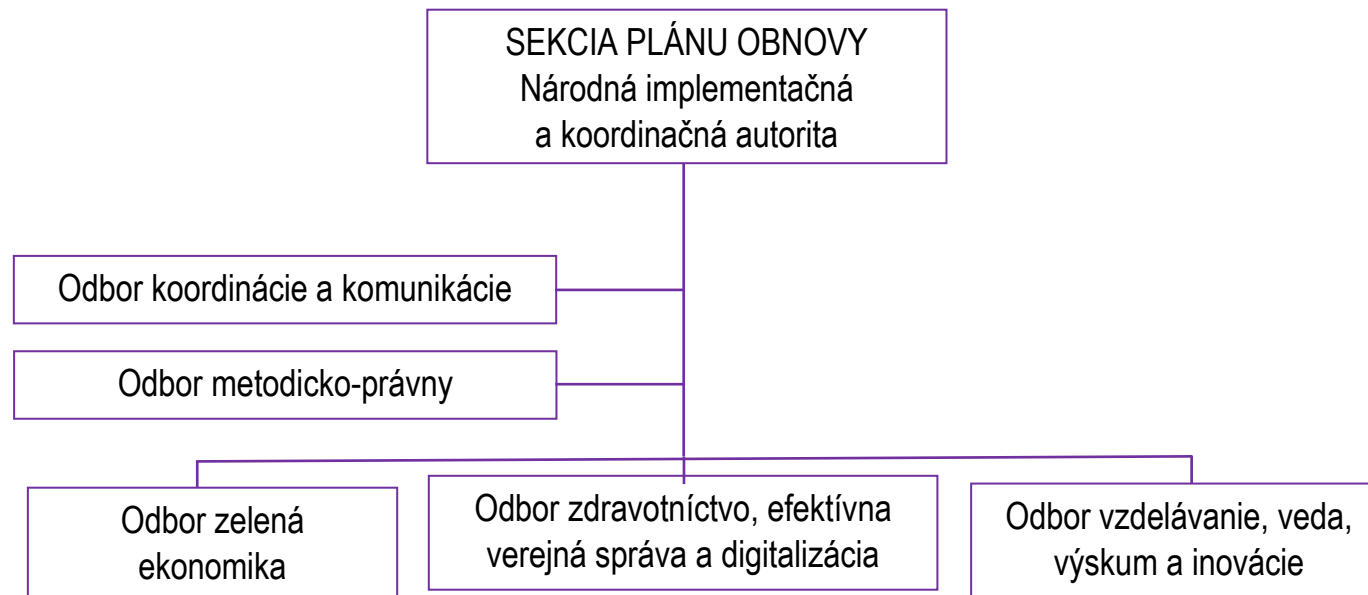 SEKCIA PLÁNU OBNOVY
Národná implementačná
a koordinačná autorita
Odbor koordinácie a komunikácie
Odbor metodicko-právny
Odbor zelená
ekonomika
Odbor zdravotníctvo, efektívna
verejná správa a digitalizácia
Odbor vzdelávanie, veda,
výskum a inovácie